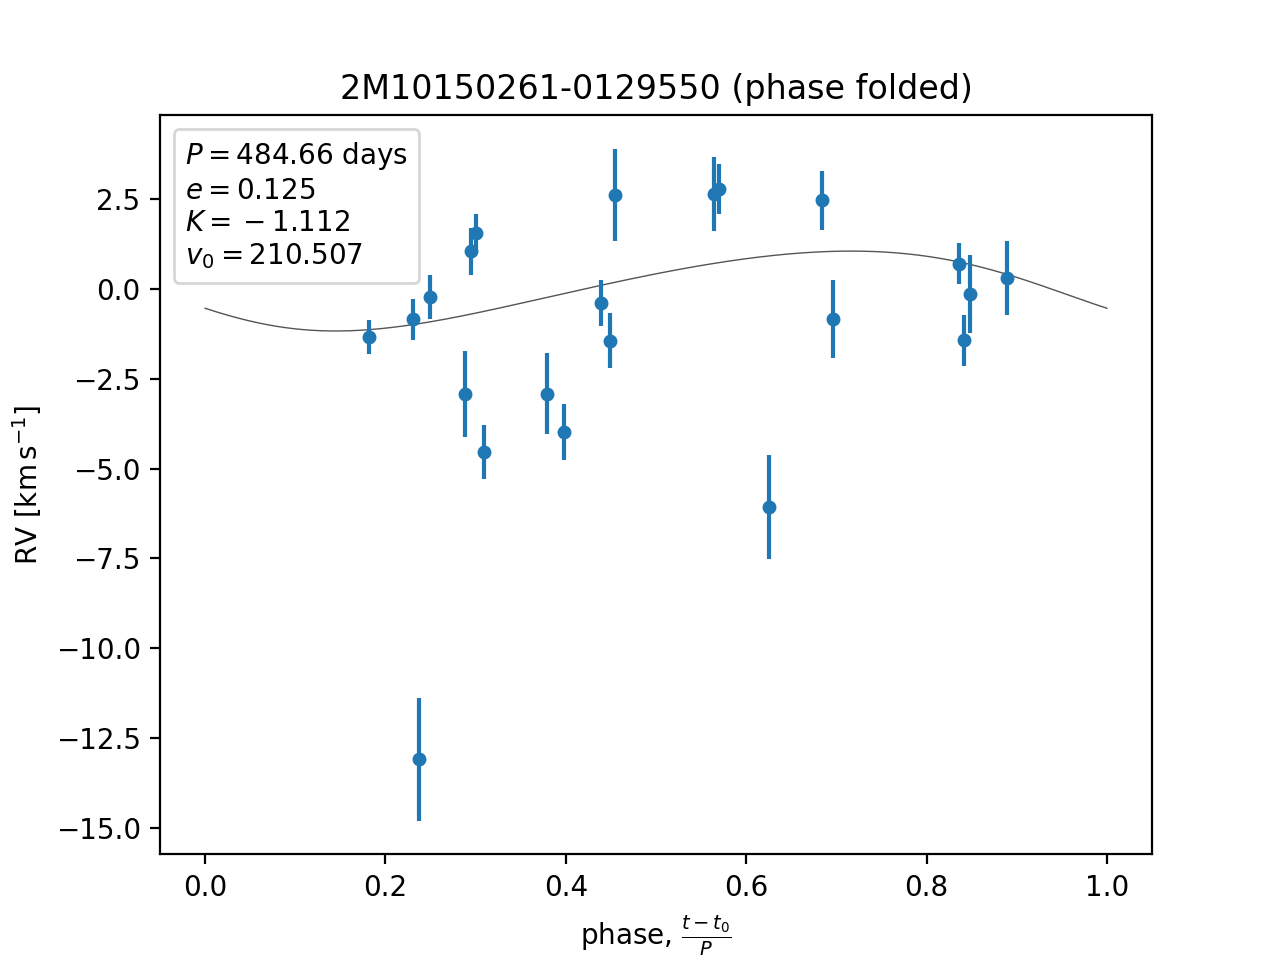 2M10150261-0129550 (phase folded)
P = 484.66 days
e = 0.125
K = −1.112
v₀ = 210.507
2.5
0.0
−2.5
−5.0
−7.5
−10.0
−12.5
−15.0
RV [km s⁻¹]
0.0 0.2 0.4 0.6 0.8 1.0
phase, (t − t₀)/P